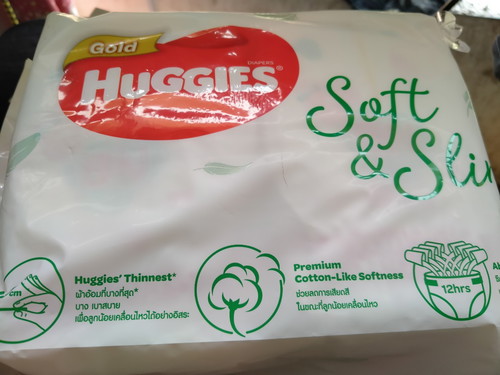 Gold
DIAPERS
HUGGIES®
Soft
& Slim
cm
Huggies' Thinnest*
ผ้าอ้อมที่บางที่สุด*
บาง เบาสบาย
เพื่อลูกน้อยเคลื่อนไหวได้อย่างอิสระ
Premium
Cotton-Like Softness
ช่วยลดการเสียดสี
ในขณะที่ลูกน้อยเคลื่อนไหว
12hrs